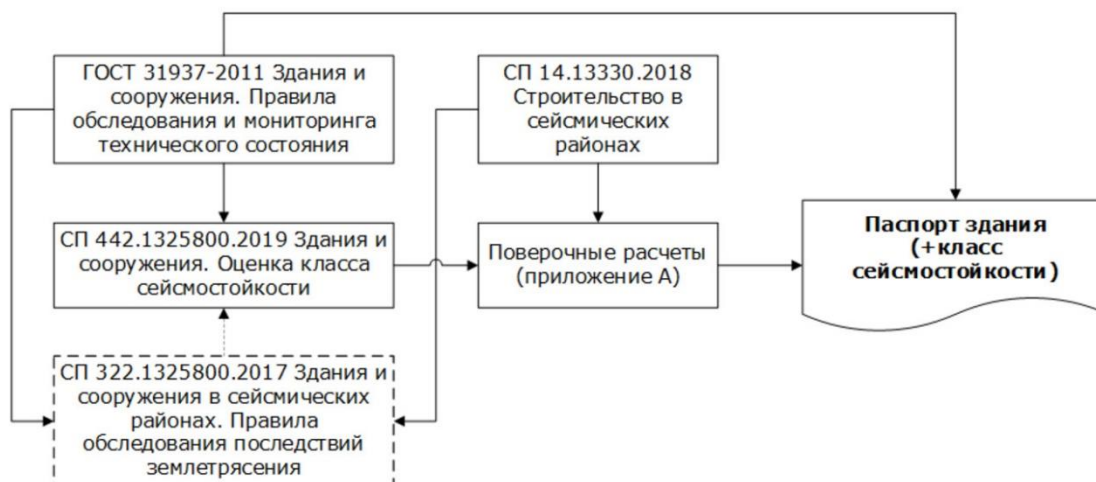 ГОСТ 31937-2011 Здания и
сооружения. Правила
обследования и мониторинга
технического состояния
СП 14.13330.2018
Строительство в
сейсмических
районах
СП 442.1325800.2019 Здания и
сооружения. Оценка класса
сейсмостойкости
Поверочные расчеты
(приложение А)
Паспорт здания
(+класс
сейсмостойкости)
СП 322.1325800.2017 Здания и
сооружения в сейсмических
районах. Правила
обследования последствий
землетрясения